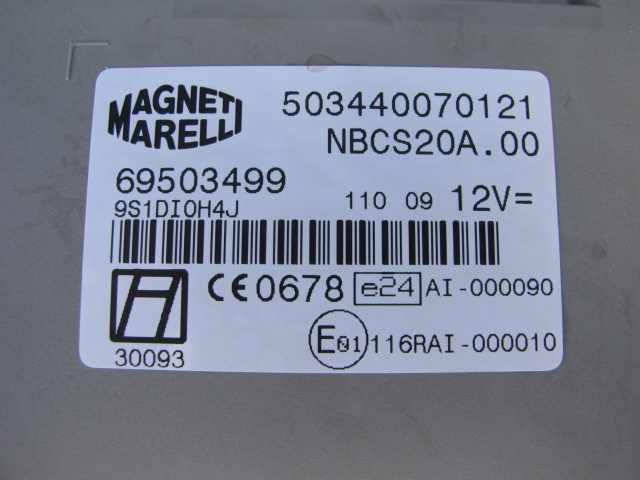 MAGNETI
MARELLI
503440070121
NBCS20A.00
69503499
9S1DI0H4J
110 09 12V=
CE0678 e24 AI-000090
30093
E01 116RAI-000010